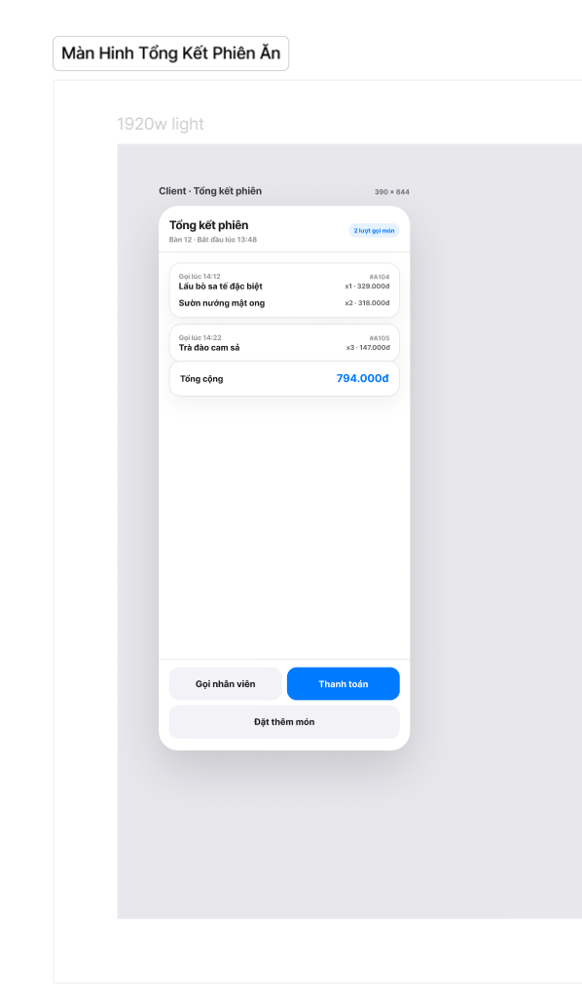 Màn Hinh Tổng Kết Phiên Ăn
1920w light
Client · Tổng kết phiên
390 × 844
Tổng kết phiên
Bàn 12 · Bắt đầu lúc 13:48
2 lượt gọi món
Gọi lúc 14:12
#A104
Lẩu bò sa tế đặc biệt
x1 · 329.000đ
Sườn nướng mật ong
x2 · 318.000đ
Gọi lúc 14:22
#A105
Trà đào cam sả
x3 · 147.000đ
Tổng cộng
794.000đ
Gọi nhân viên
Thanh toán
Đặt thêm món